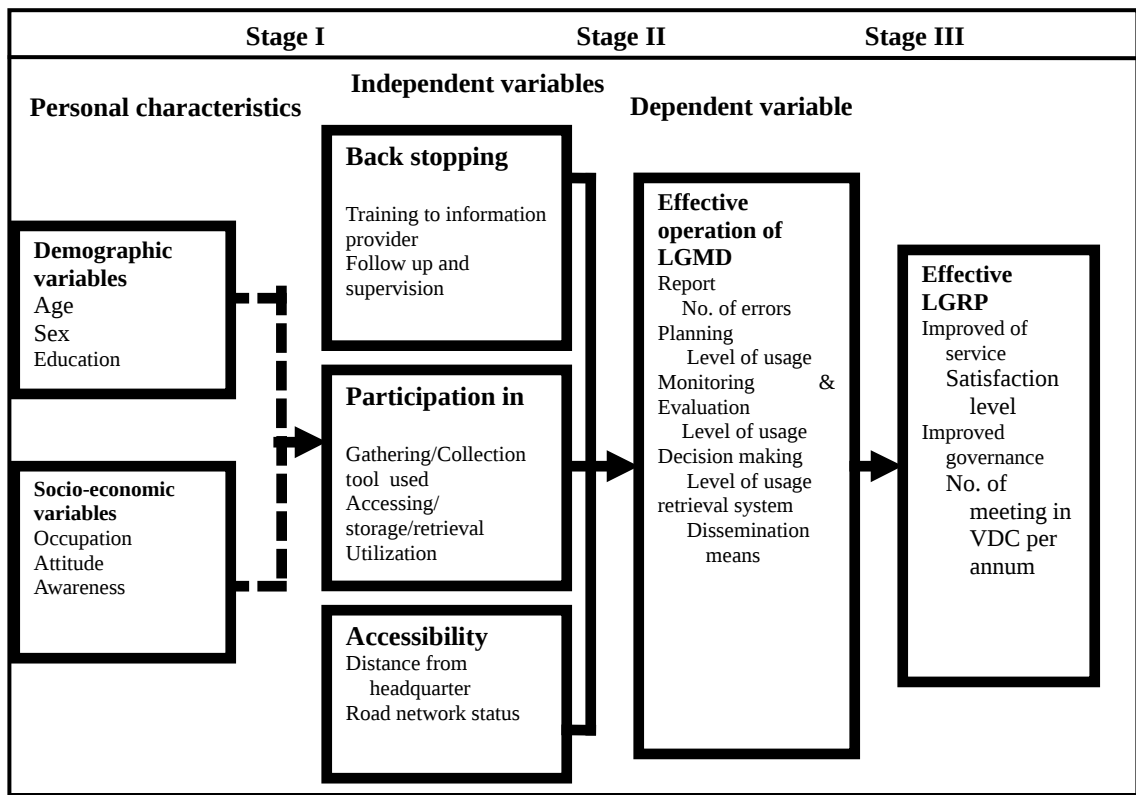 Stage I Stage II Stage III
Personal characteristics
Independent variables
Dependent variable
Demographic
variables
Age
Sex
Education
Socio-economic
variables
Occupation
Attitude
Awareness
Back stopping
Training to information
provider
Follow up and
supervision
Participation in
Gathering/Collection
tool used
Accessing/
storage/retrieval
Utilization
Accessibility
Distance from
headquarter
Road network status
Effective
operation of
LGMD
Report
No. of errors
Planning
Level of usage
Monitoring &
Evaluation
Level of usage
Decision making
Level of usage
retrieval system
Dissemination
means
Effective
LGRP
Improved of
service
Satisfaction
level
Improved
governance
No. of
meeting in
VDC per
annum